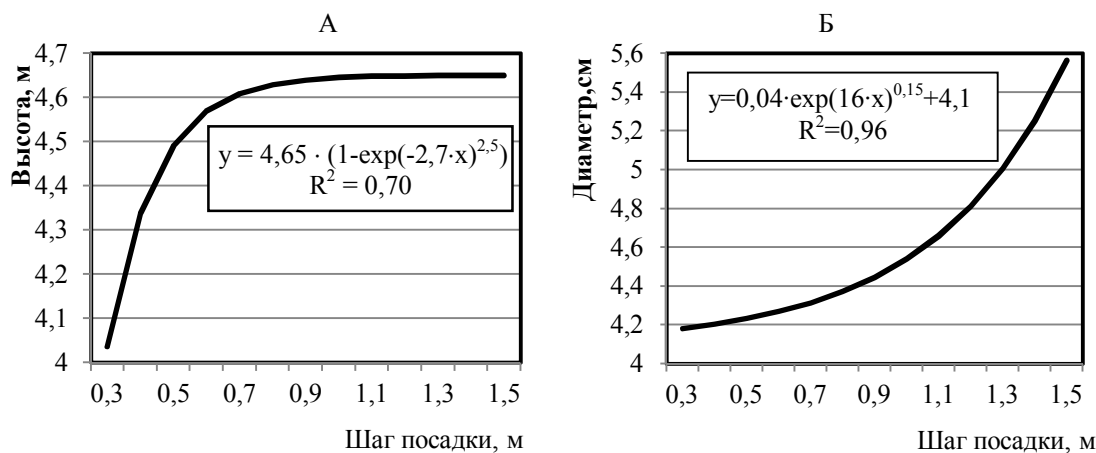 А
Высота, м
4,7
4,6
4,5
4,4
4,3
4,2
4,1
4
y = 4,65 · (1-exp(-2,7·x)^2,5)
R^2 = 0,70
0,3 0,5 0,7 0,9 1,1 1,3 1,5
Шаг посадки, м
Б
Диаметр,см
5,6
5,4
5,2
5
4,8
4,6
4,4
4,2
4
y=0,04·exp(16·x)^0,15+4,1
R^2=0,96
0,3 0,5 0,7 0,9 1,1 1,3 1,5
Шаг посадки, м